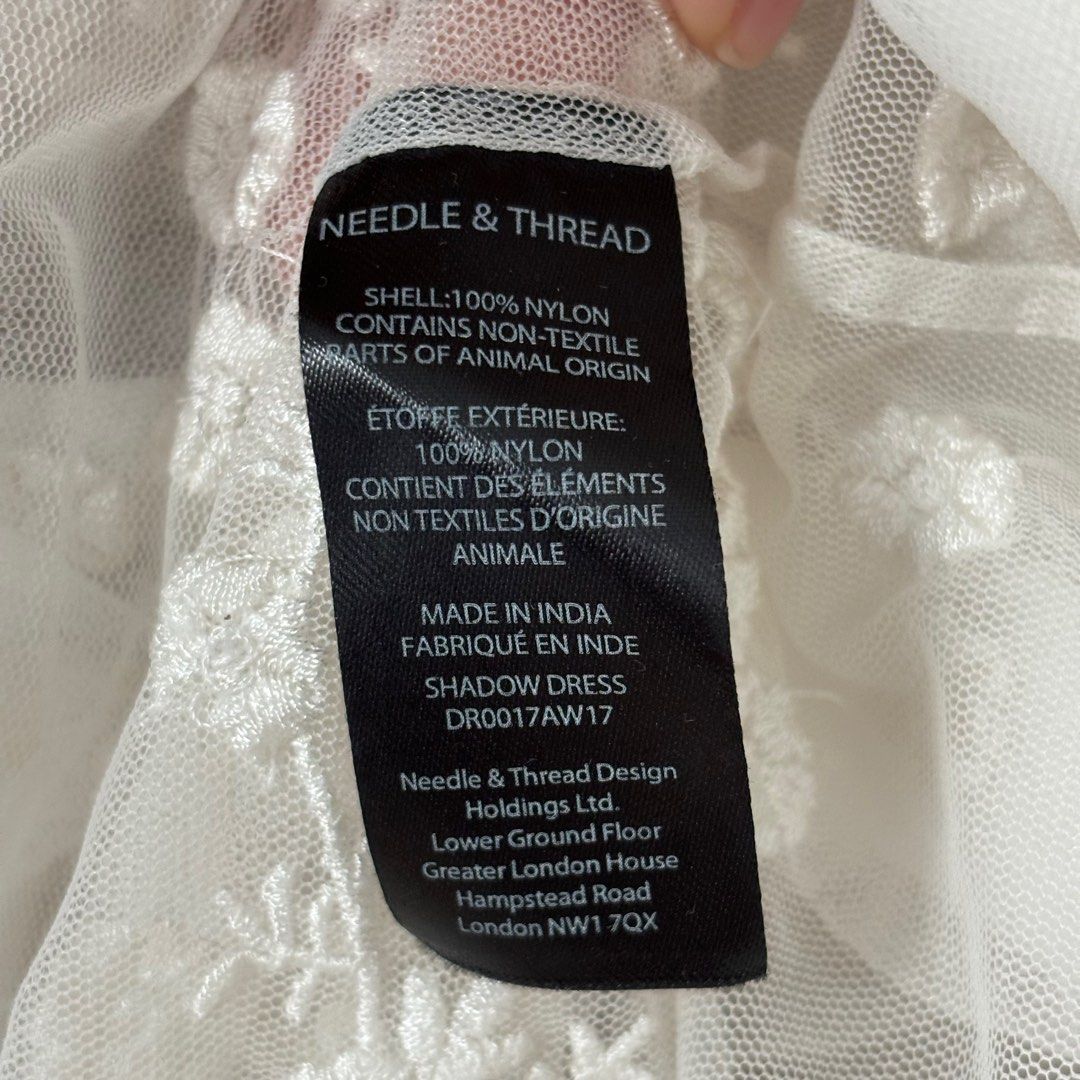 NEEDLE & THREAD
SHELL:100% NYLON
CONTAINS NON-TEXTILE
PARTS OF ANIMAL ORIGIN
ÉTOFFE EXTÉRIEURE:
100% NYLON
CONTIENT DES ÉLÉMENTS
NON TEXTILES D'ORIGINE
ANIMALE
MADE IN INDIA
FABRIQUÉ EN INDE
SHADOW DRESS
DR0017AW17
Needle & Thread Design
Holdings Ltd.
Lower Ground Floor
Greater London House
Hampstead Road
London NW1 7QX